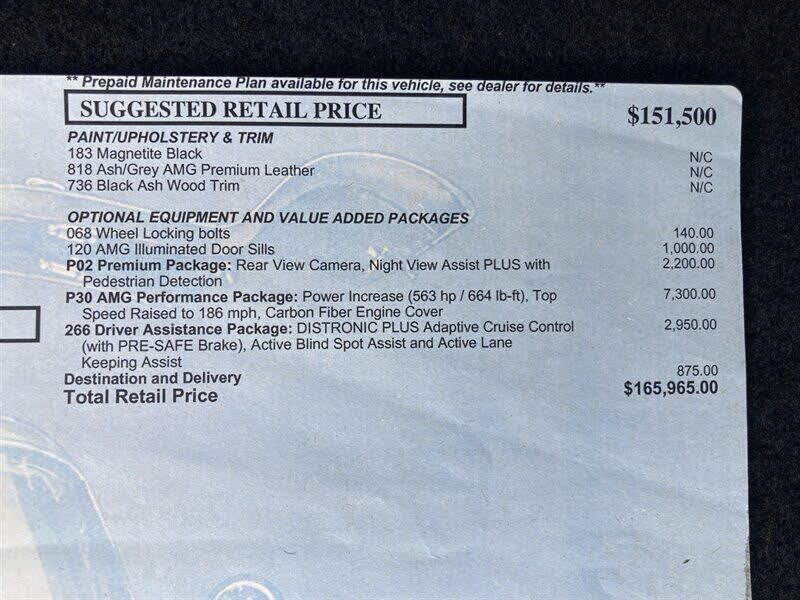 ** Prepaid Maintenance Plan available for this vehicle, see dealer for details.**
SUGGESTED RETAIL PRICE $151,500
PAINT/UPHOLSTERY & TRIM
183 Magnetite Black N/C
818 Ash/Grey AMG Premium Leather N/C
736 Black Ash Wood Trim N/C
OPTIONAL EQUIPMENT AND VALUE ADDED PACKAGES
068 Wheel Locking bolts 140.00
120 AMG Illuminated Door Sills 1,000.00
P02 Premium Package: Rear View Camera, Night View Assist PLUS with 2,200.00
Pedestrian Detection
P30 AMG Performance Package: Power Increase (563 hp / 664 lb-ft), Top 7,300.00
Speed Raised to 186 mph, Carbon Fiber Engine Cover
266 Driver Assistance Package: DISTRONIC PLUS Adaptive Cruise Control 2,950.00
(with PRE-SAFE Brake), Active Blind Spot Assist and Active Lane
Keeping Assist
Destination and Delivery 875.00
Total Retail Price $165,965.00